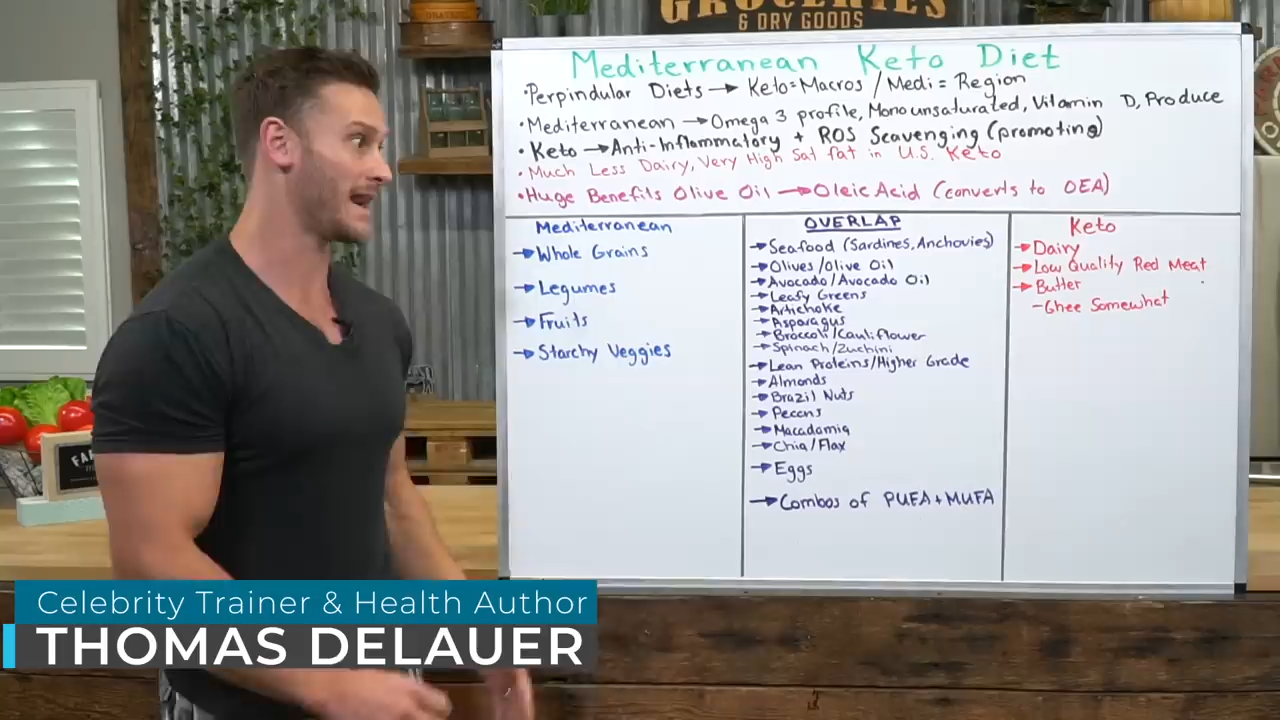 GROCERIES
& DRY GOODS
Mediterranean Keto Diet
•Perpindular Diets → Keto=Macros / Medi = Region
•Mediterranean → Omega 3 profile, Monounsaturated, Vitamin D, Produce
•Keto → Anti-Inflammatory + ROS Scavenging (promoting)
•Much Less Dairy, Very High Sat fat in U.S. Keto
•Huge Benefits Olive Oil → Oleic Acid (converts to OEA)
Mediterranean
→Whole Grains
→Legumes
→Fruits
→Starchy Veggies
OVERLAP
→Seafood (Sardines, Anchovies)
→Olives/Olive Oil
→Avocado/Avocado Oil
→Leafy Greens
→Artichoke
→Asparagus
→Broccoli/Cauliflower
→Spinach/Zuchini
→Lean Proteins/Higher Grade
→Almonds
→Brazil Nuts
→Pecans
→Macadamia
→Chia/Flax
→Eggs
→Combos of PUFA+MUFA
Keto
→Dairy
→Low Quality Red Meat
→Butter
-Ghee Somewhat
Celebrity Trainer & Health Author
THOMAS DELAUER